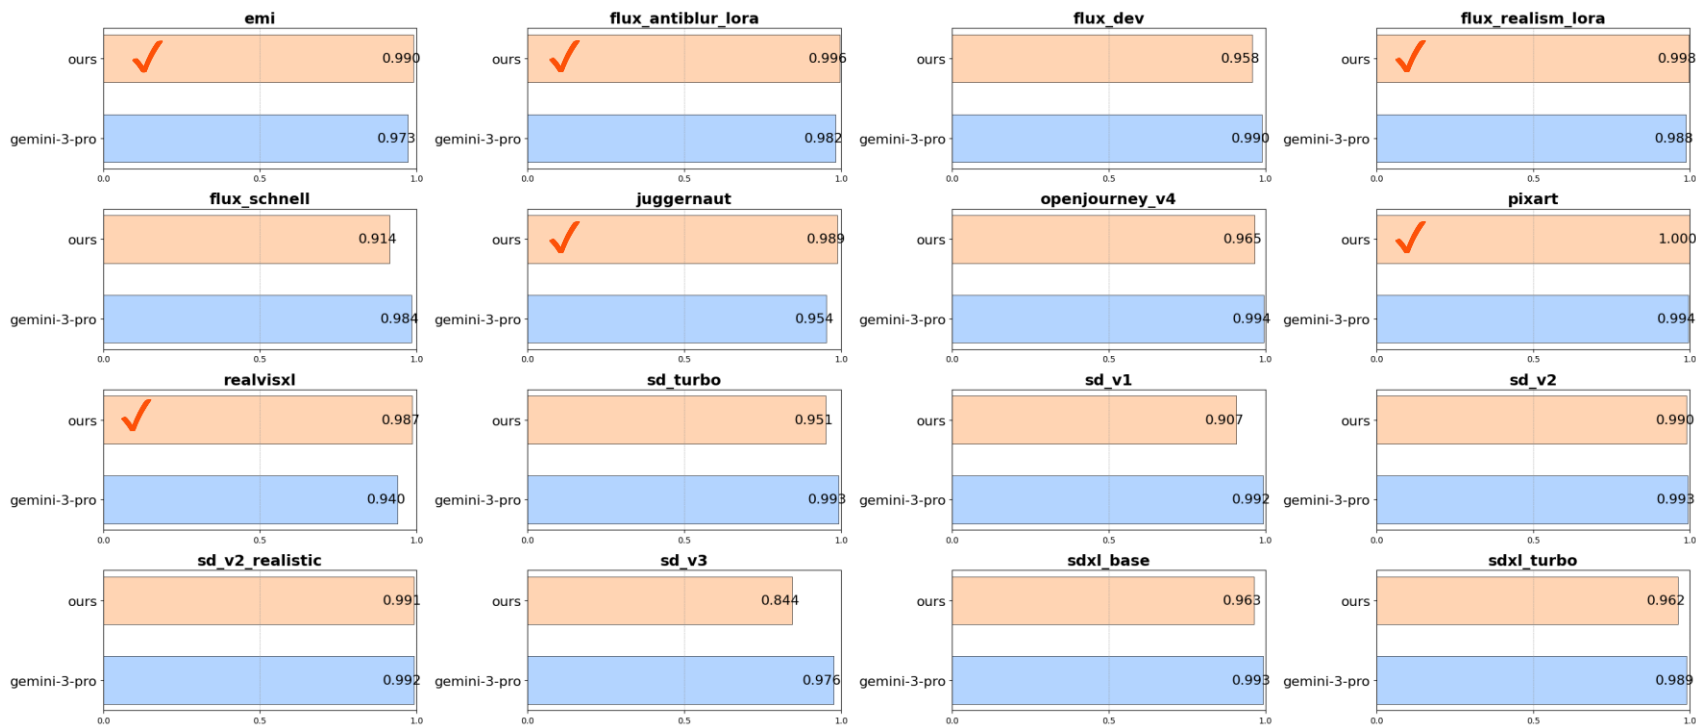 emi
ours 0.990
gemini-3-pro 0.973
0.0 0.5 1.0
flux_antiblur_lora
ours 0.996
gemini-3-pro 0.982
0.0 0.5 1.0
flux_dev
ours 0.958
gemini-3-pro 0.990
0.0 0.5 1.0
flux_realism_lora
ours 0.998
gemini-3-pro 0.988
0.0 0.5 1.0
flux_schnell
ours 0.914
gemini-3-pro 0.984
0.0 0.5 1.0
juggernaut
ours 0.989
gemini-3-pro 0.954
0.0 0.5 1.0
openjourney_v4
ours 0.965
gemini-3-pro 0.994
0.0 0.5 1.0
pixart
ours 1.000
gemini-3-pro 0.994
0.0 0.5 1.0
realvisxl
ours 0.987
gemini-3-pro 0.940
0.0 0.5 1.0
sd_turbo
ours 0.951
gemini-3-pro 0.993
0.0 0.5 1.0
sd_v1
ours 0.907
gemini-3-pro 0.992
0.0 0.5 1.0
sd_v2
ours 0.990
gemini-3-pro 0.993
0.0 0.5 1.0
sd_v2_realistic
ours 0.991
gemini-3-pro 0.992
0.0 0.5 1.0
sd_v3
ours 0.844
gemini-3-pro 0.976
0.0 0.5 1.0
sdxl_base
ours 0.963
gemini-3-pro 0.993
0.0 0.5 1.0
sdxl_turbo
ours 0.962
gemini-3-pro 0.989
0.0 0.5 1.0